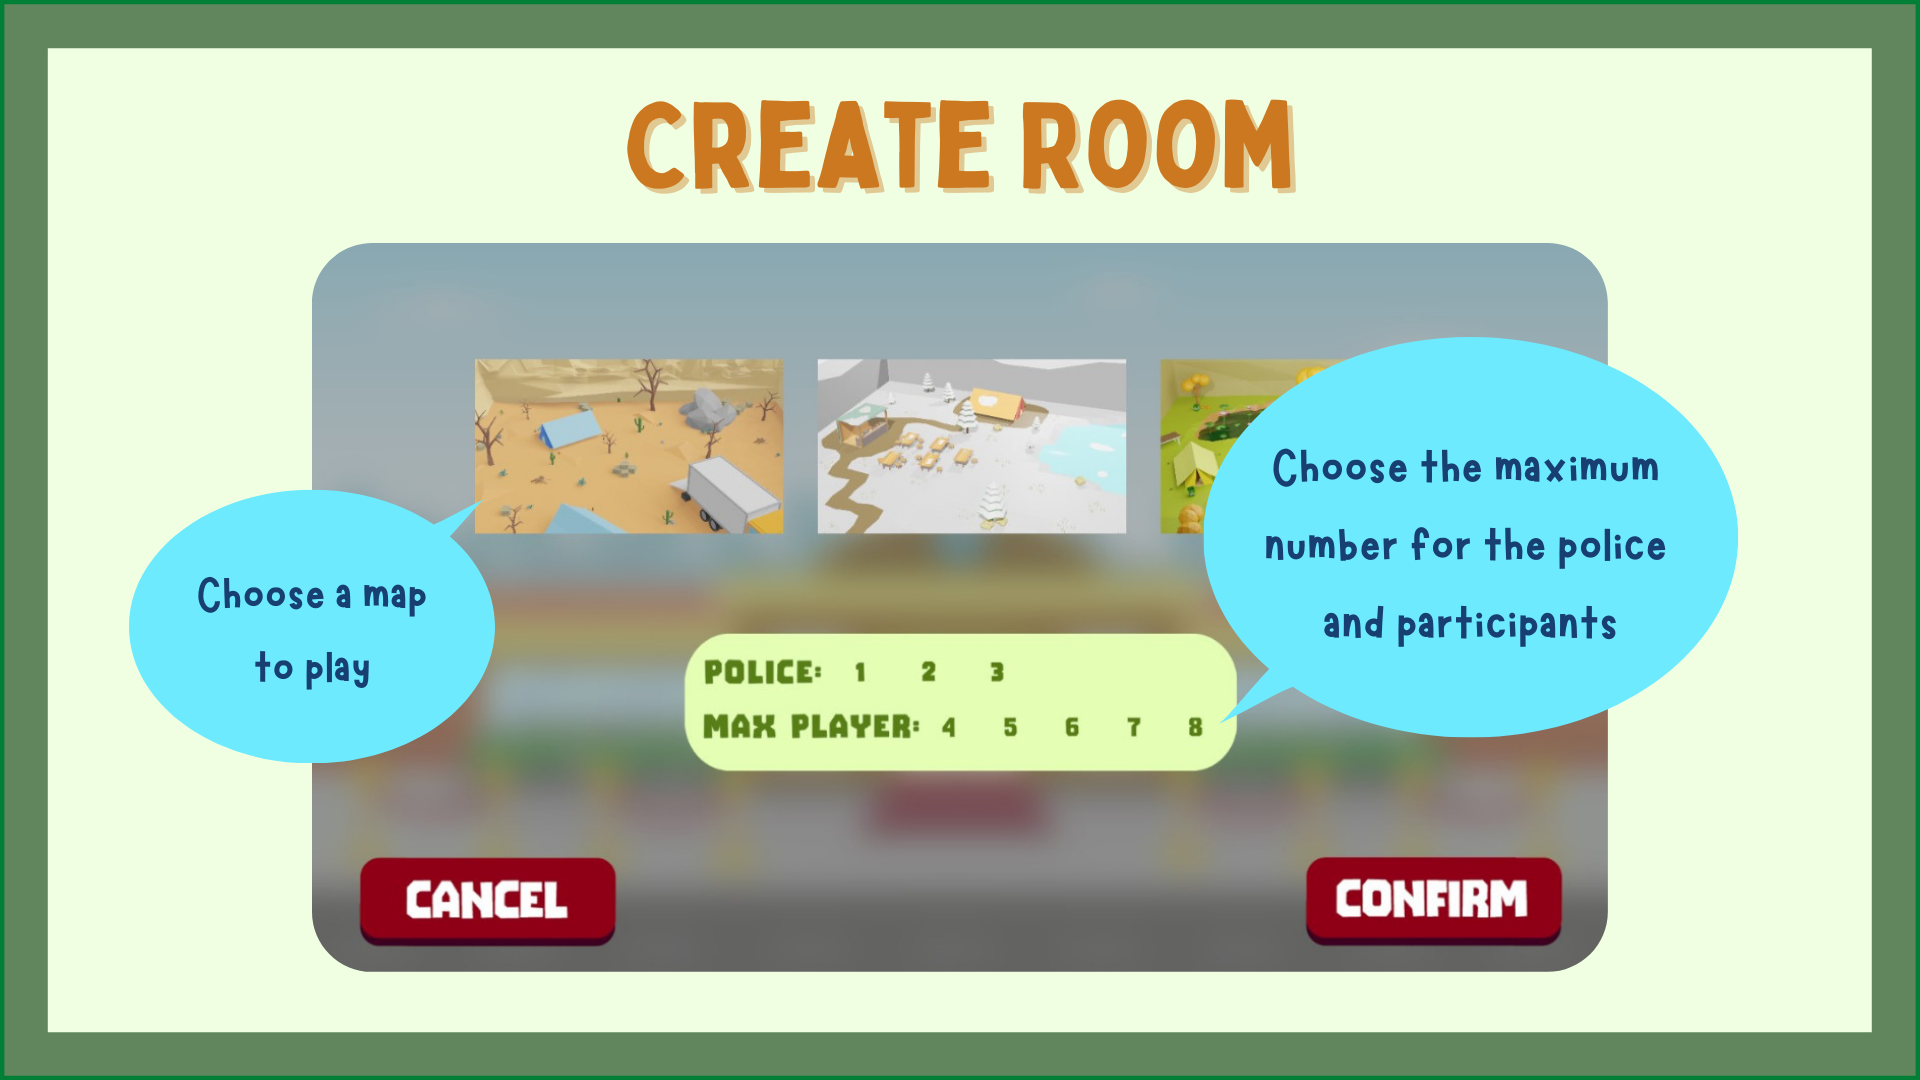 CREATE ROOM
Choose a map
to play
Choose the maximum
number for the police
and participants
POLICE: 1 2 3
MAX PLAYER: 4 5 6 7 8
CANCEL
CONFIRM